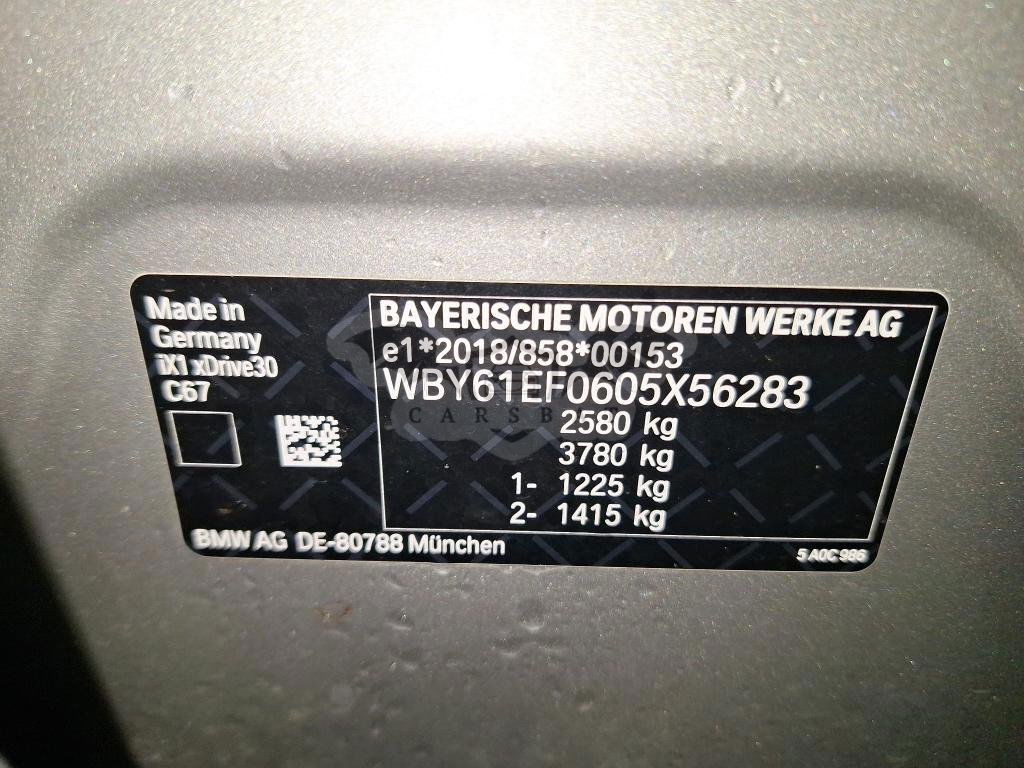 Made in
Germany
iX1 xDrive30
C67
BAYERISCHE MOTOREN WERKE AG
e1*2018/858*00153
WBY61EF0605X56283
2580 kg
3780 kg
1- 1225 kg
2- 1415 kg
BMW AG DE-80788 München
5 A0C 986